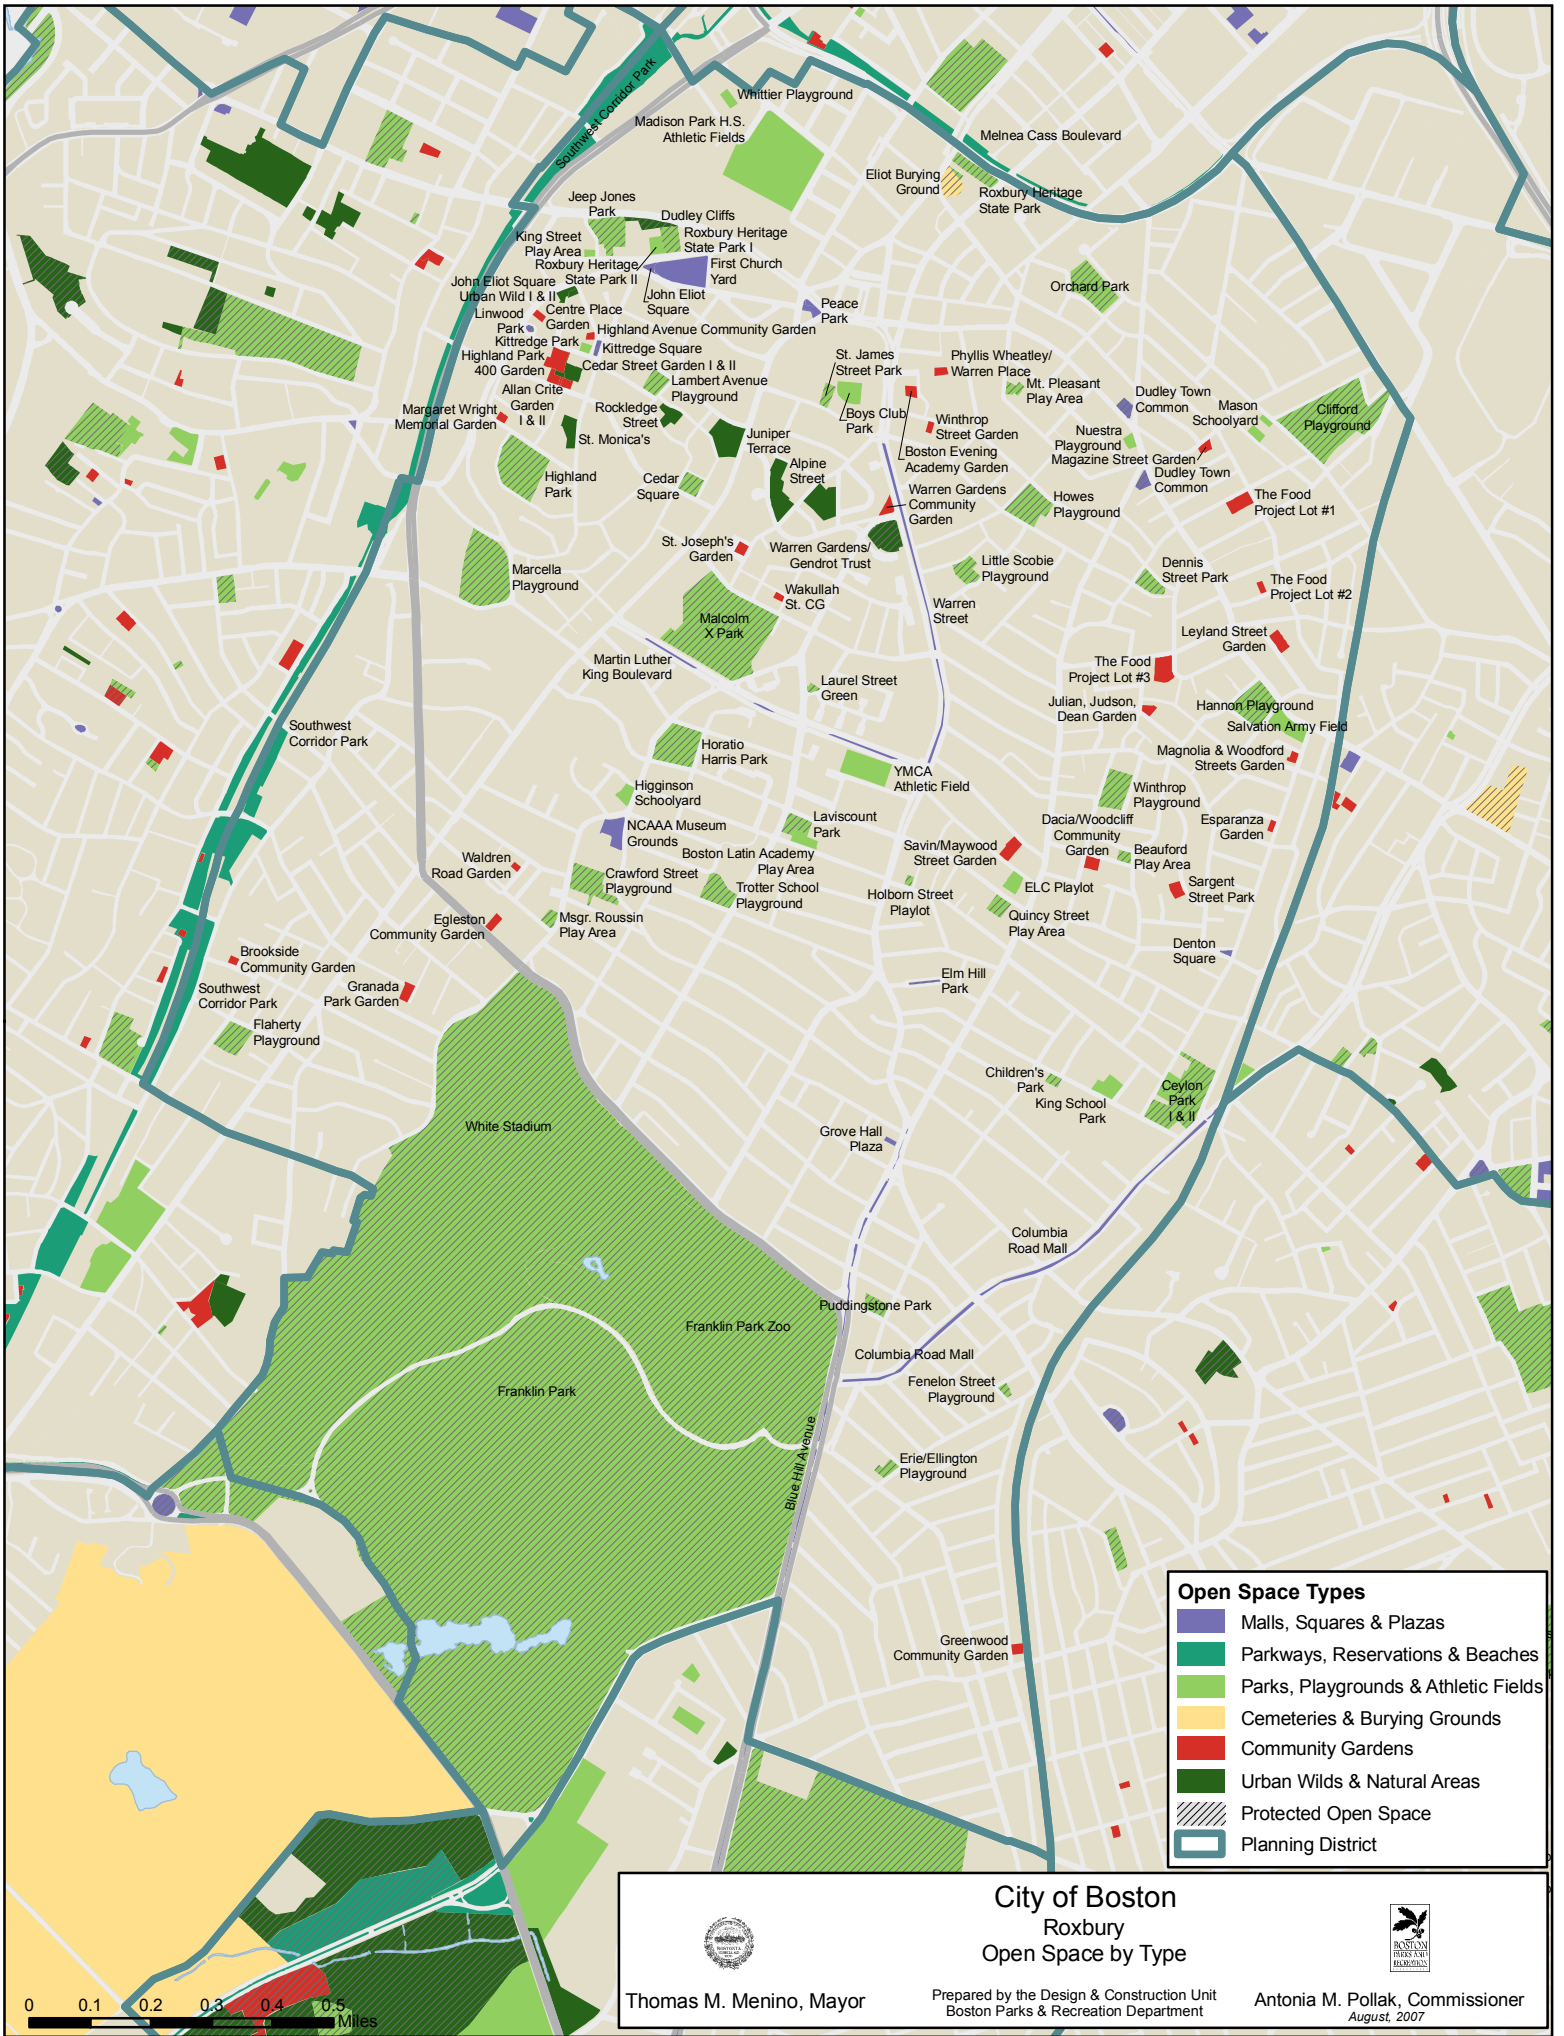 Southwest Corridor Park
Whittier Playground
Madison Park H.S.
Athletic Fields
Melnea Cass Boulevard
Eliot Burying
Ground
Roxbury Heritage
State Park
Jeep Jones
Park
Dudley Cliffs
King Street
Play Area
Roxbury Heritage
State Park I
Roxbury Heritage
State Park II
First Church
Yard
John Eliot Square
Urban Wild I & II
John Eliot
Square
Orchard Park
Peace
Park
Linwood
Park
Centre Place
Garden
Highland Avenue Community Garden
Kittredge Park
Kittredge Square
Highland Park
400 Garden
Cedar Street Garden I & II
Allan Crite
Garden
I & II
Lambert Avenue
Playground
St. James
Street Park
Phyllis Wheatley/
Warren Place
Mt. Pleasant
Play Area
Dudley Town
Common
Mason
Schoolyard
Clifford
Playground
Margaret Wright
Memorial Garden
Rockledge
Street
St. Monica's
Juniper
Terrace
Boys Club
Park
Winthrop
Street Garden
Nuestra
Playground
Magazine Street Garden
Boston Evening
Academy Garden
Dudley Town
Common
Highland
Park
Cedar
Square
Alpine
Street
Warren Gardens
Community
Garden
Howes
Playground
The Food
Project Lot #1
St. Joseph's
Garden
Warren Gardens/
Gendrot Trust
Marcella
Playground
Little Scobie
Playground
Dennis
Street Park
The Food
Project Lot #2
Wakullah
St. CG
Malcolm
X Park
Warren
Street
Leyland Street
Garden
Martin Luther
King Boulevard
The Food
Project Lot #3
Laurel Street
Green
Julian, Judson,
Dean Garden
Hannon Playground
Salvation Army Field
Southwest
Corridor Park
Horatio
Harris Park
Magnolia & Woodford
Streets Garden
YMCA
Athletic Field
Higginson
Schoolyard
Winthrop
Playground
NCAAA Museum
Grounds
Laviscount
Park
Dacia/Woodcliff
Community
Garden
Esparanza
Garden
Boston Latin Academy
Play Area
Savin/Maywood
Street Garden
Beauford
Play Area
Waldren
Road Garden
Crawford Street
Playground
Trotter School
Playground
Holborn Street
Playlot
ELC Playlot
Sargent
Street Park
Egleston
Community Garden
Msgr. Roussin
Play Area
Quincy Street
Play Area
Denton
Square
Brookside
Community Garden
Elm Hill
Park
Southwest
Corridor Park
Granada
Park Garden
Flaherty
Playground
Children's
Park
King School
Park
Ceylon
Park
I & II
White Stadium
Grove Hall
Plaza
Columbia
Road Mall
Puddingstone Park
Franklin Park Zoo
Columbia Road Mall
Franklin Park
Fenelon Street
Playground
Blue Hill Avenue
Erie/Ellington
Playground
Greenwood
Community Garden
Open Space Types
Malls, Squares & Plazas
Parkways, Reservations & Beaches
Parks, Playgrounds & Athletic Fields
Cemeteries & Burying Grounds
Community Gardens
Urban Wilds & Natural Areas
Protected Open Space
Planning District
City of Boston
Roxbury
Open Space by Type
BOSTON
PARKS AND
RECREATION
Thomas M. Menino, Mayor
Prepared by the Design & Construction Unit
Boston Parks & Recreation Department
Antonia M. Pollak, Commissioner
August, 2007
0 0.1 0.2 0.3 0.4 0.5
Miles